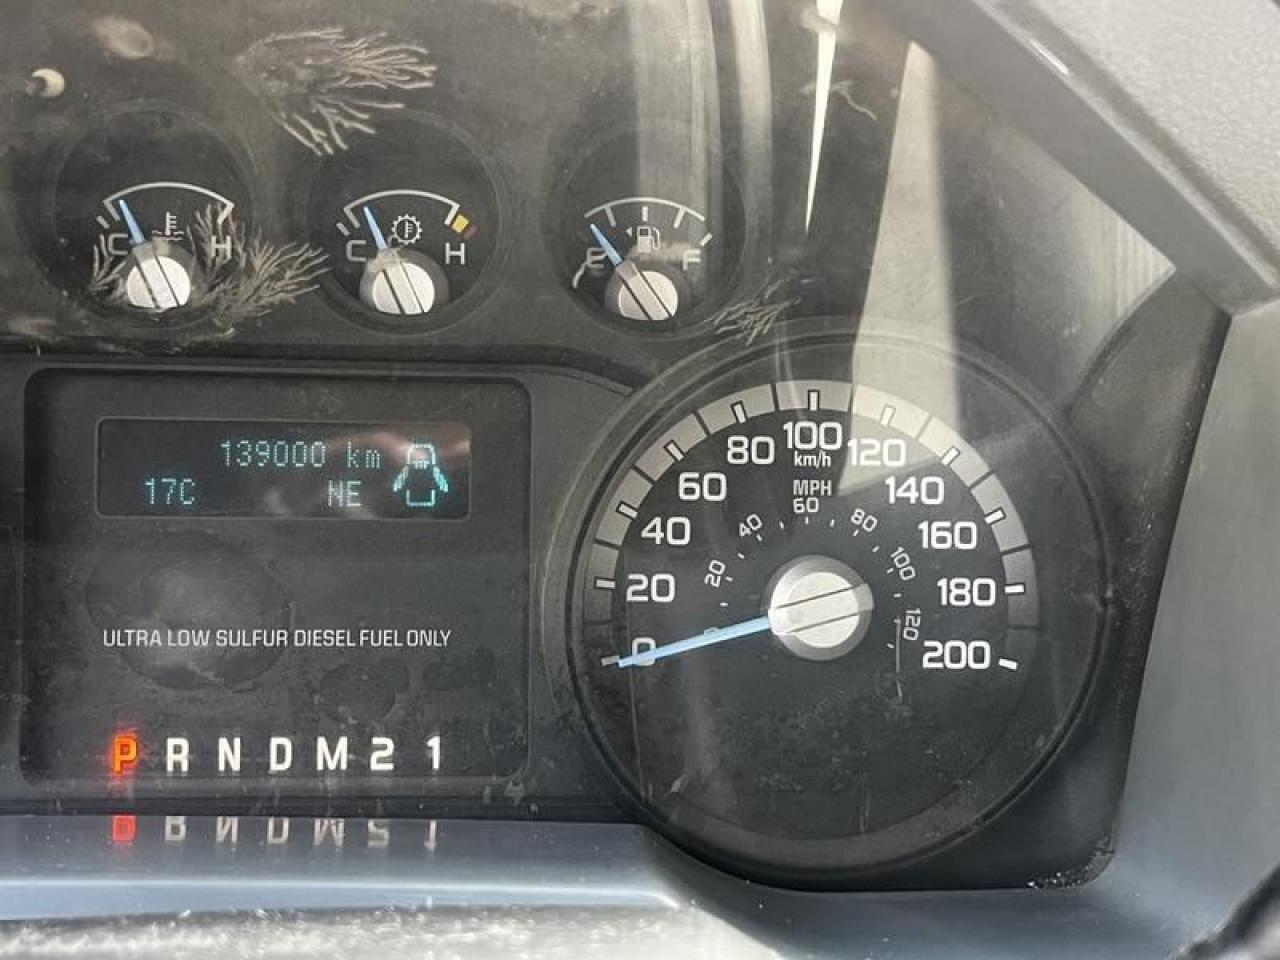 C H
C H
E F
139000 km
17C NE
ULTRA LOW SULFUR DIESEL FUEL ONLY
P R N D M 2 1
0 20 40 60 80 100 120 140 160 180 200
km/h
MPH
20 40 60 80 100 120